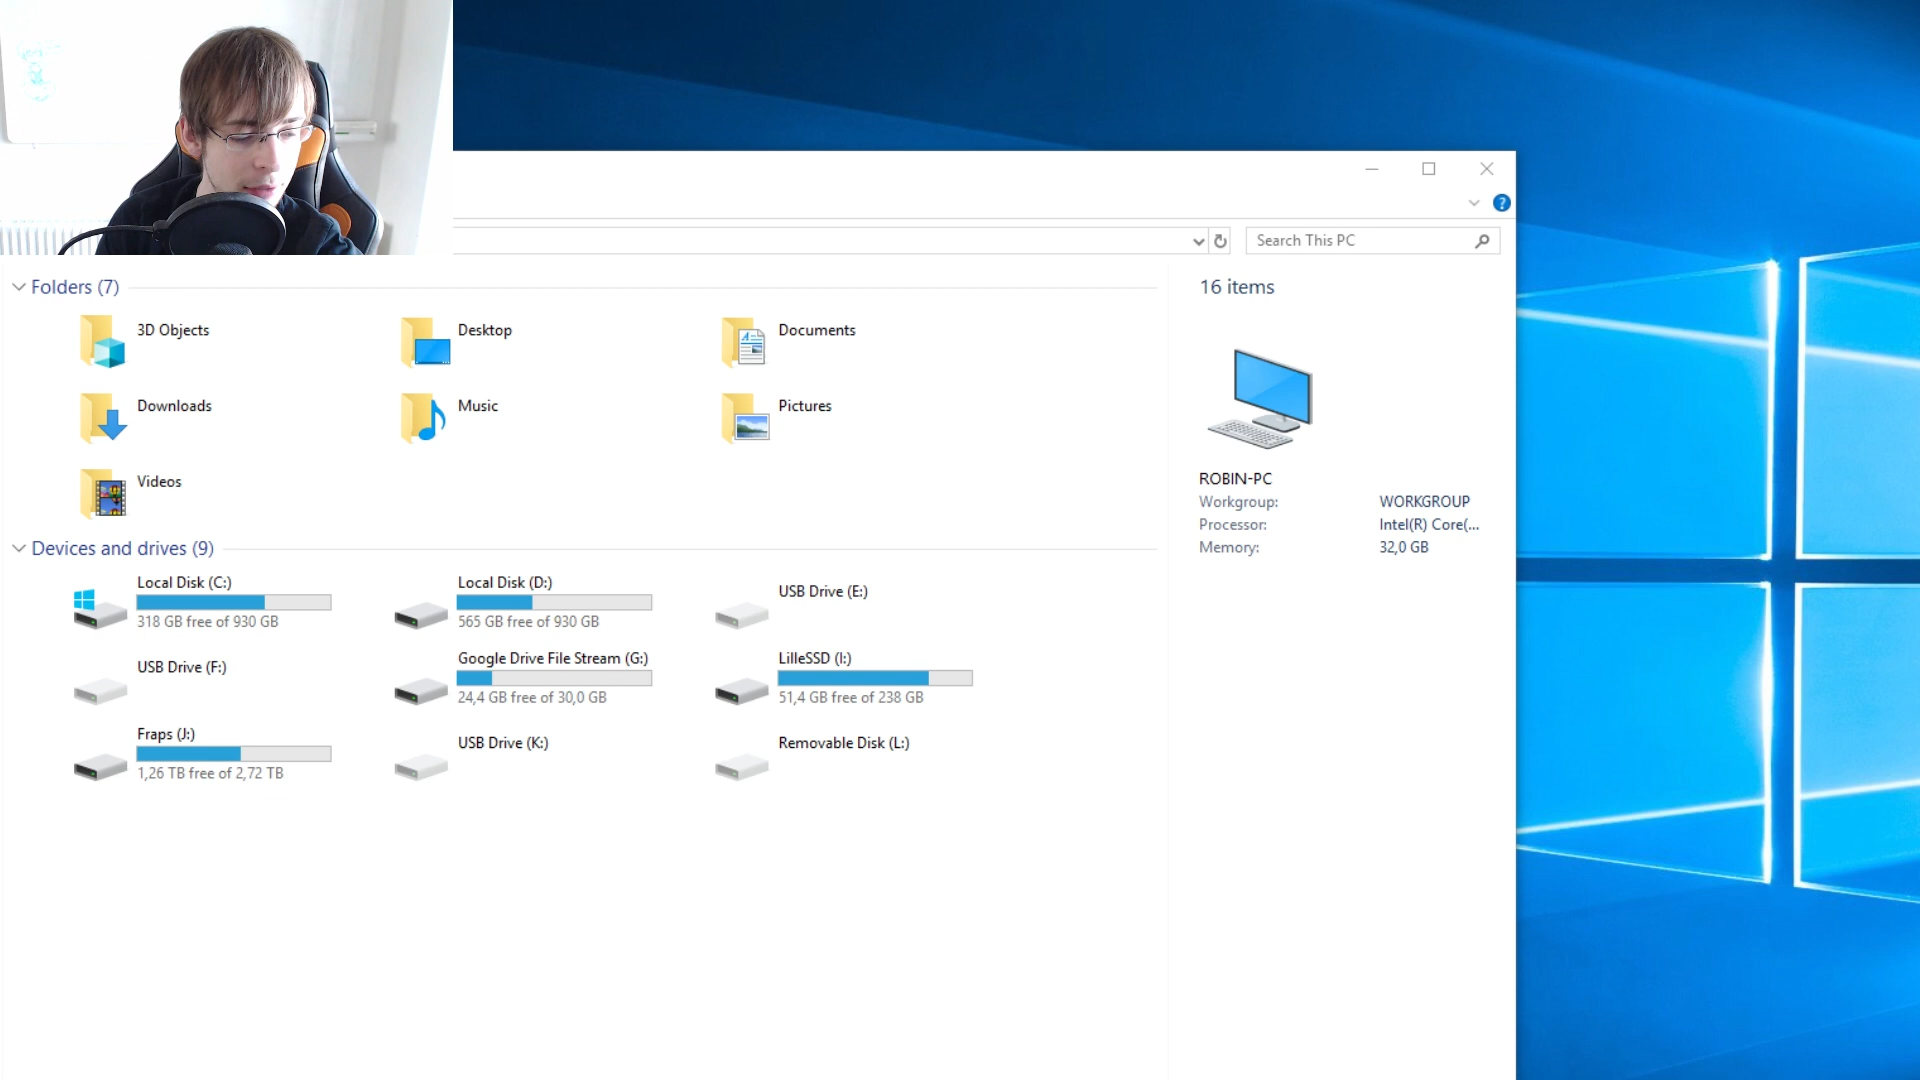 Search This PC
Folders (7)
16 items
3D Objects
Desktop
Documents
Downloads
Music
Pictures
Videos
ROBIN-PC
Workgroup: WORKGROUP
Processor: Intel(R) Core(...
Memory: 32,0 GB
Devices and drives (9)
Local Disk (C:)
318 GB free of 930 GB
Local Disk (D:)
565 GB free of 930 GB
USB Drive (E:)
USB Drive (F:)
Google Drive File Stream (G:)
24,4 GB free of 30,0 GB
LilleSSD (I:)
51,4 GB free of 238 GB
Fraps (J:)
1,26 TB free of 2,72 TB
USB Drive (K:)
Removable Disk (L:)